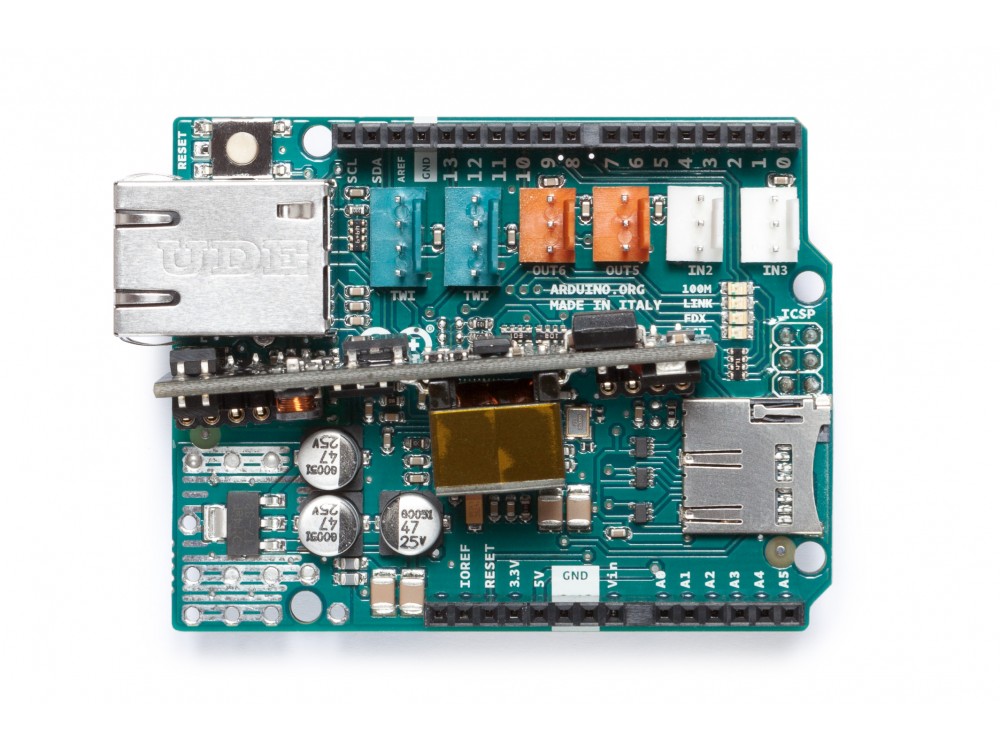 RESET
SCL
SDA
AREF
GND
13
12
11
10
9
8
7
6
5
4
3
2
1
0
UDE
TWI
TWI
OUT6
OUT5
IN2
IN3
ARDUINO.ORG
MADE IN ITALY
100M
LINK
FDX
ICSP
®
47
25V
47
25V
47
25V
IOREF
RESET
3.3V
5V
GND
Vin
A0
A1
A2
A3
A4
A5